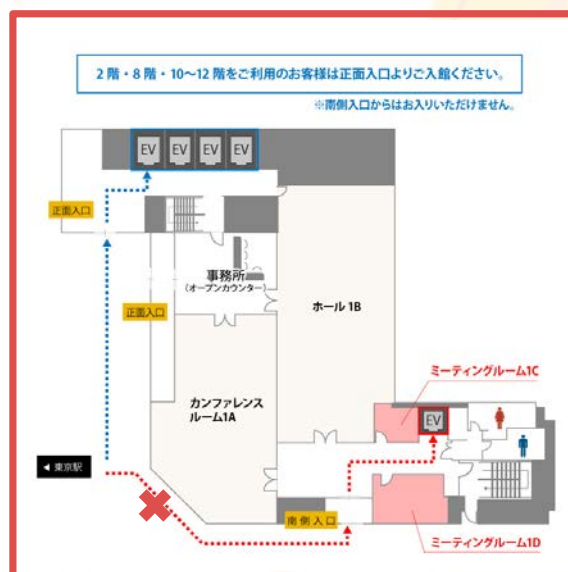 2階・8階・10〜12階をご利用のお客様は正面入口よりご入館ください。
※南側入口からはお入りいただけません。
EV EV EV EV
正面入口
事務所
(オープンカウンター)
正面入口
ホール1B
カンファレンス
ルーム1A
ミーティングルーム1C
EV
◀ 東京駅
南側入口
ミーティングルーム1D